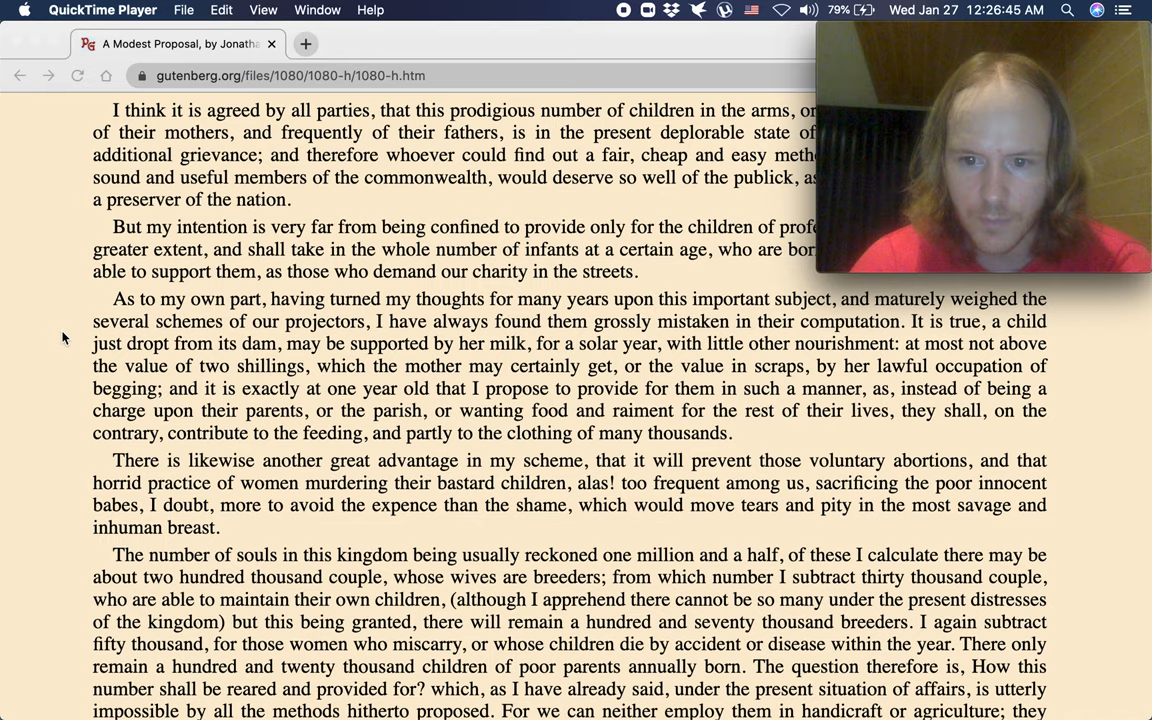 QuickTime Player File Edit View Window Help 79% Wed Jan 27 12:26:45 AM
A Modest Proposal, by Jonatha
gutenberg.org/files/1080/1080-h/1080-h.htm
I think it is agreed by all parties, that this prodigious number of children in the arms, or
of their mothers, and frequently of their fathers, is in the present deplorable state of
additional grievance; and therefore whoever could find out a fair, cheap and easy meth
sound and useful members of the commonwealth, would deserve so well of the publick, as
a preserver of the nation.
But my intention is very far from being confined to provide only for the children of profe
greater extent, and shall take in the whole number of infants at a certain age, who are bor
able to support them, as those who demand our charity in the streets.
As to my own part, having turned my thoughts for many years upon this important subject, and maturely weighed the
several schemes of our projectors, I have always found them grossly mistaken in their computation. It is true, a child
just dropt from its dam, may be supported by her milk, for a solar year, with little other nourishment: at most not above
the value of two shillings, which the mother may certainly get, or the value in scraps, by her lawful occupation of
begging; and it is exactly at one year old that I propose to provide for them in such a manner, as, instead of being a
charge upon their parents, or the parish, or wanting food and raiment for the rest of their lives, they shall, on the
contrary, contribute to the feeding, and partly to the clothing of many thousands.
There is likewise another great advantage in my scheme, that it will prevent those voluntary abortions, and that
horrid practice of women murdering their bastard children, alas! too frequent among us, sacrificing the poor innocent
babes, I doubt, more to avoid the expence than the shame, which would move tears and pity in the most savage and
inhuman breast.
The number of souls in this kingdom being usually reckoned one million and a half, of these I calculate there may be
about two hundred thousand couple, whose wives are breeders; from which number I subtract thirty thousand couple,
who are able to maintain their own children, (although I apprehend there cannot be so many under the present distresses
of the kingdom) but this being granted, there will remain a hundred and seventy thousand breeders. I again subtract
fifty thousand, for those women who miscarry, or whose children die by accident or disease within the year. There only
remain a hundred and twenty thousand children of poor parents annually born. The question therefore is, How this
number shall be reared and provided for? which, as I have already said, under the present situation of affairs, is utterly
impossible by all the methods hitherto proposed. For we can neither employ them in handicraft or agriculture; they